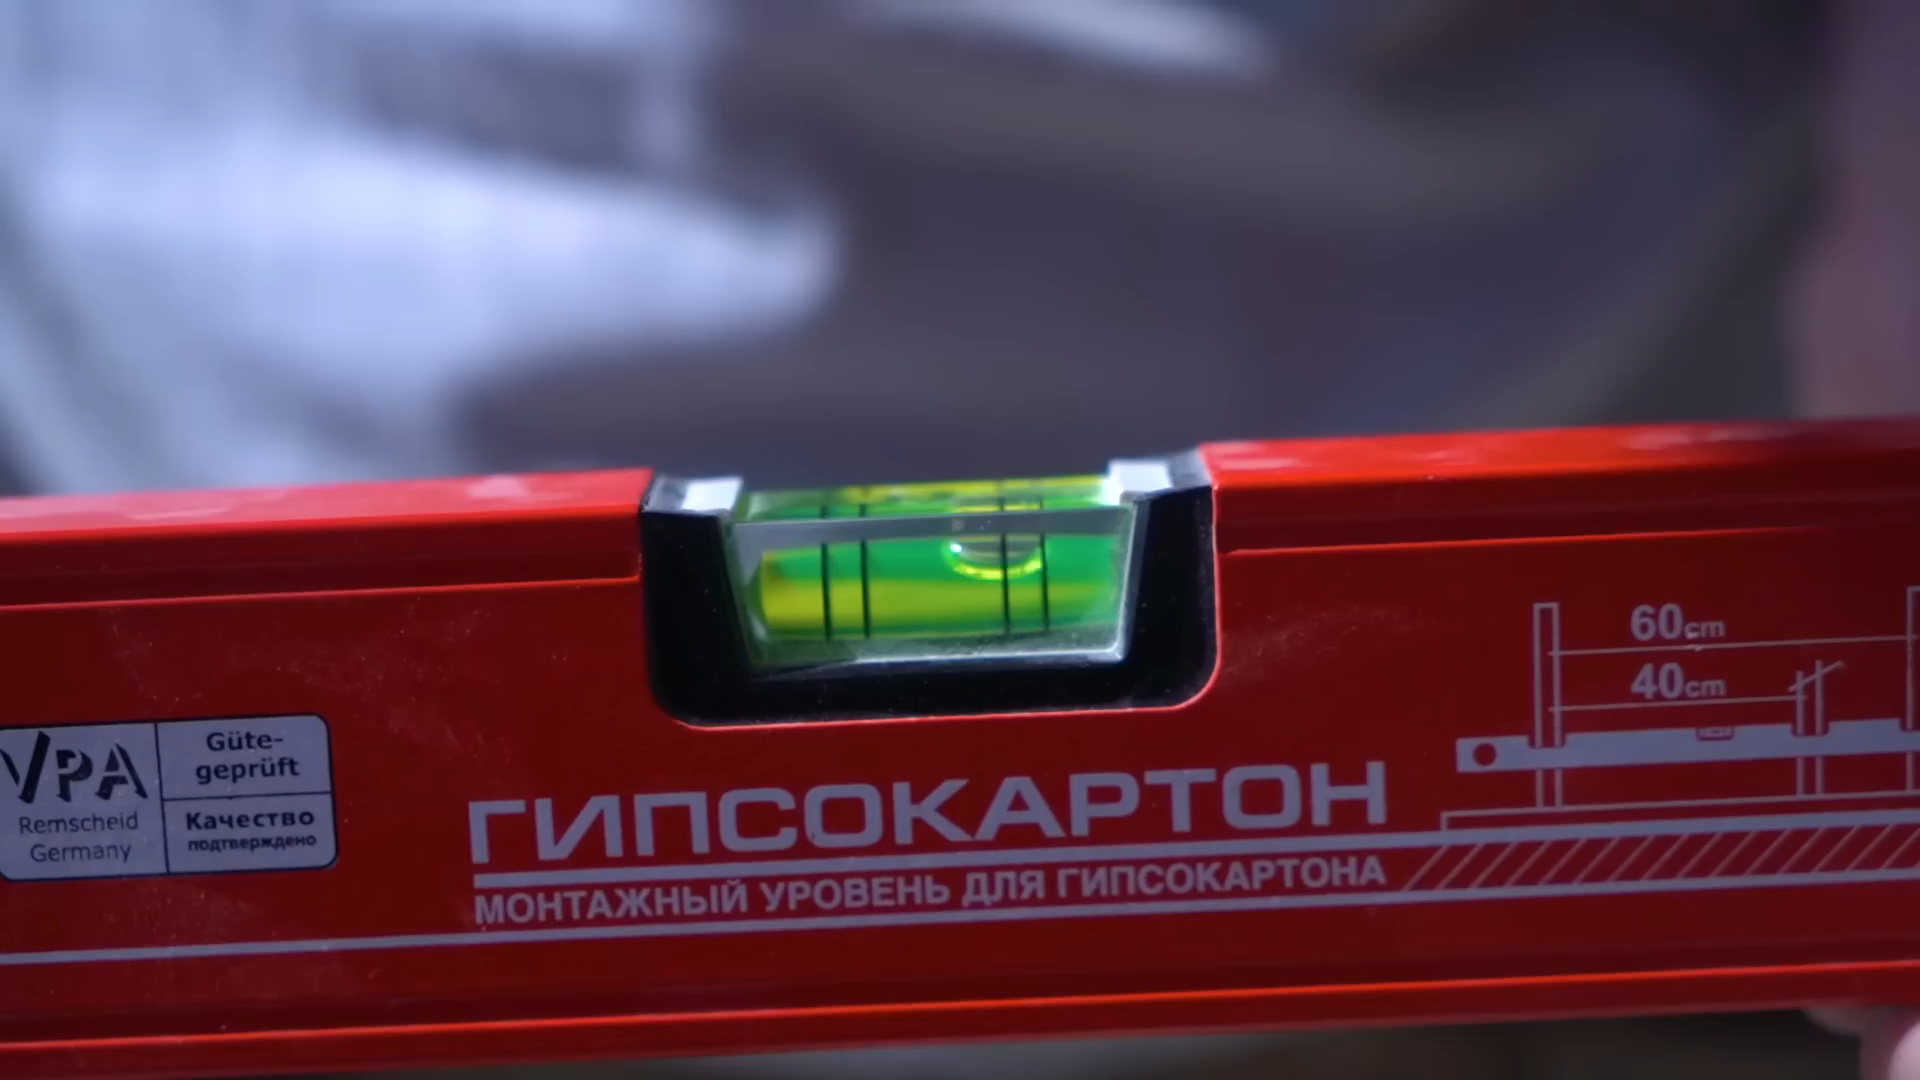 VPA
Remscheid
Germany
Güte-
geprüft
Качество
подтверждено
ГИПСОКАРТОН
МОНТАЖНЫЙ УРОВЕНЬ ДЛЯ ГИПСОКАРТОНА
60cm
40cm